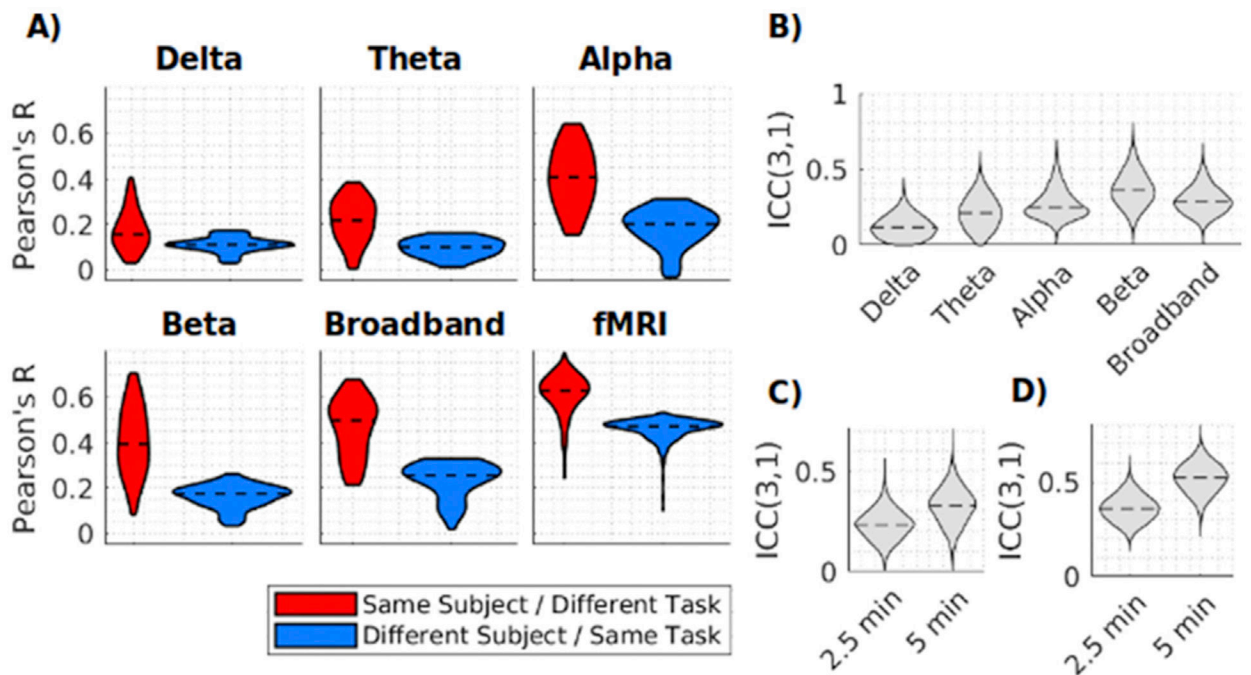 A)
Delta Theta Alpha
Pearson's R
0.6
0.4
0.2
0
Beta Broadband fMRI
Pearson's R
0.6
0.4
0.2
0
Same Subject / Different Task
Different Subject / Same Task
B)
ICC(3,1)
1
0.5
0
Delta Theta Alpha Beta Broadband
C)
ICC(3,1)
0.5
0
2.5 min 5 min
D)
ICC(3,1)
0.5
0
2.5 min 5 min